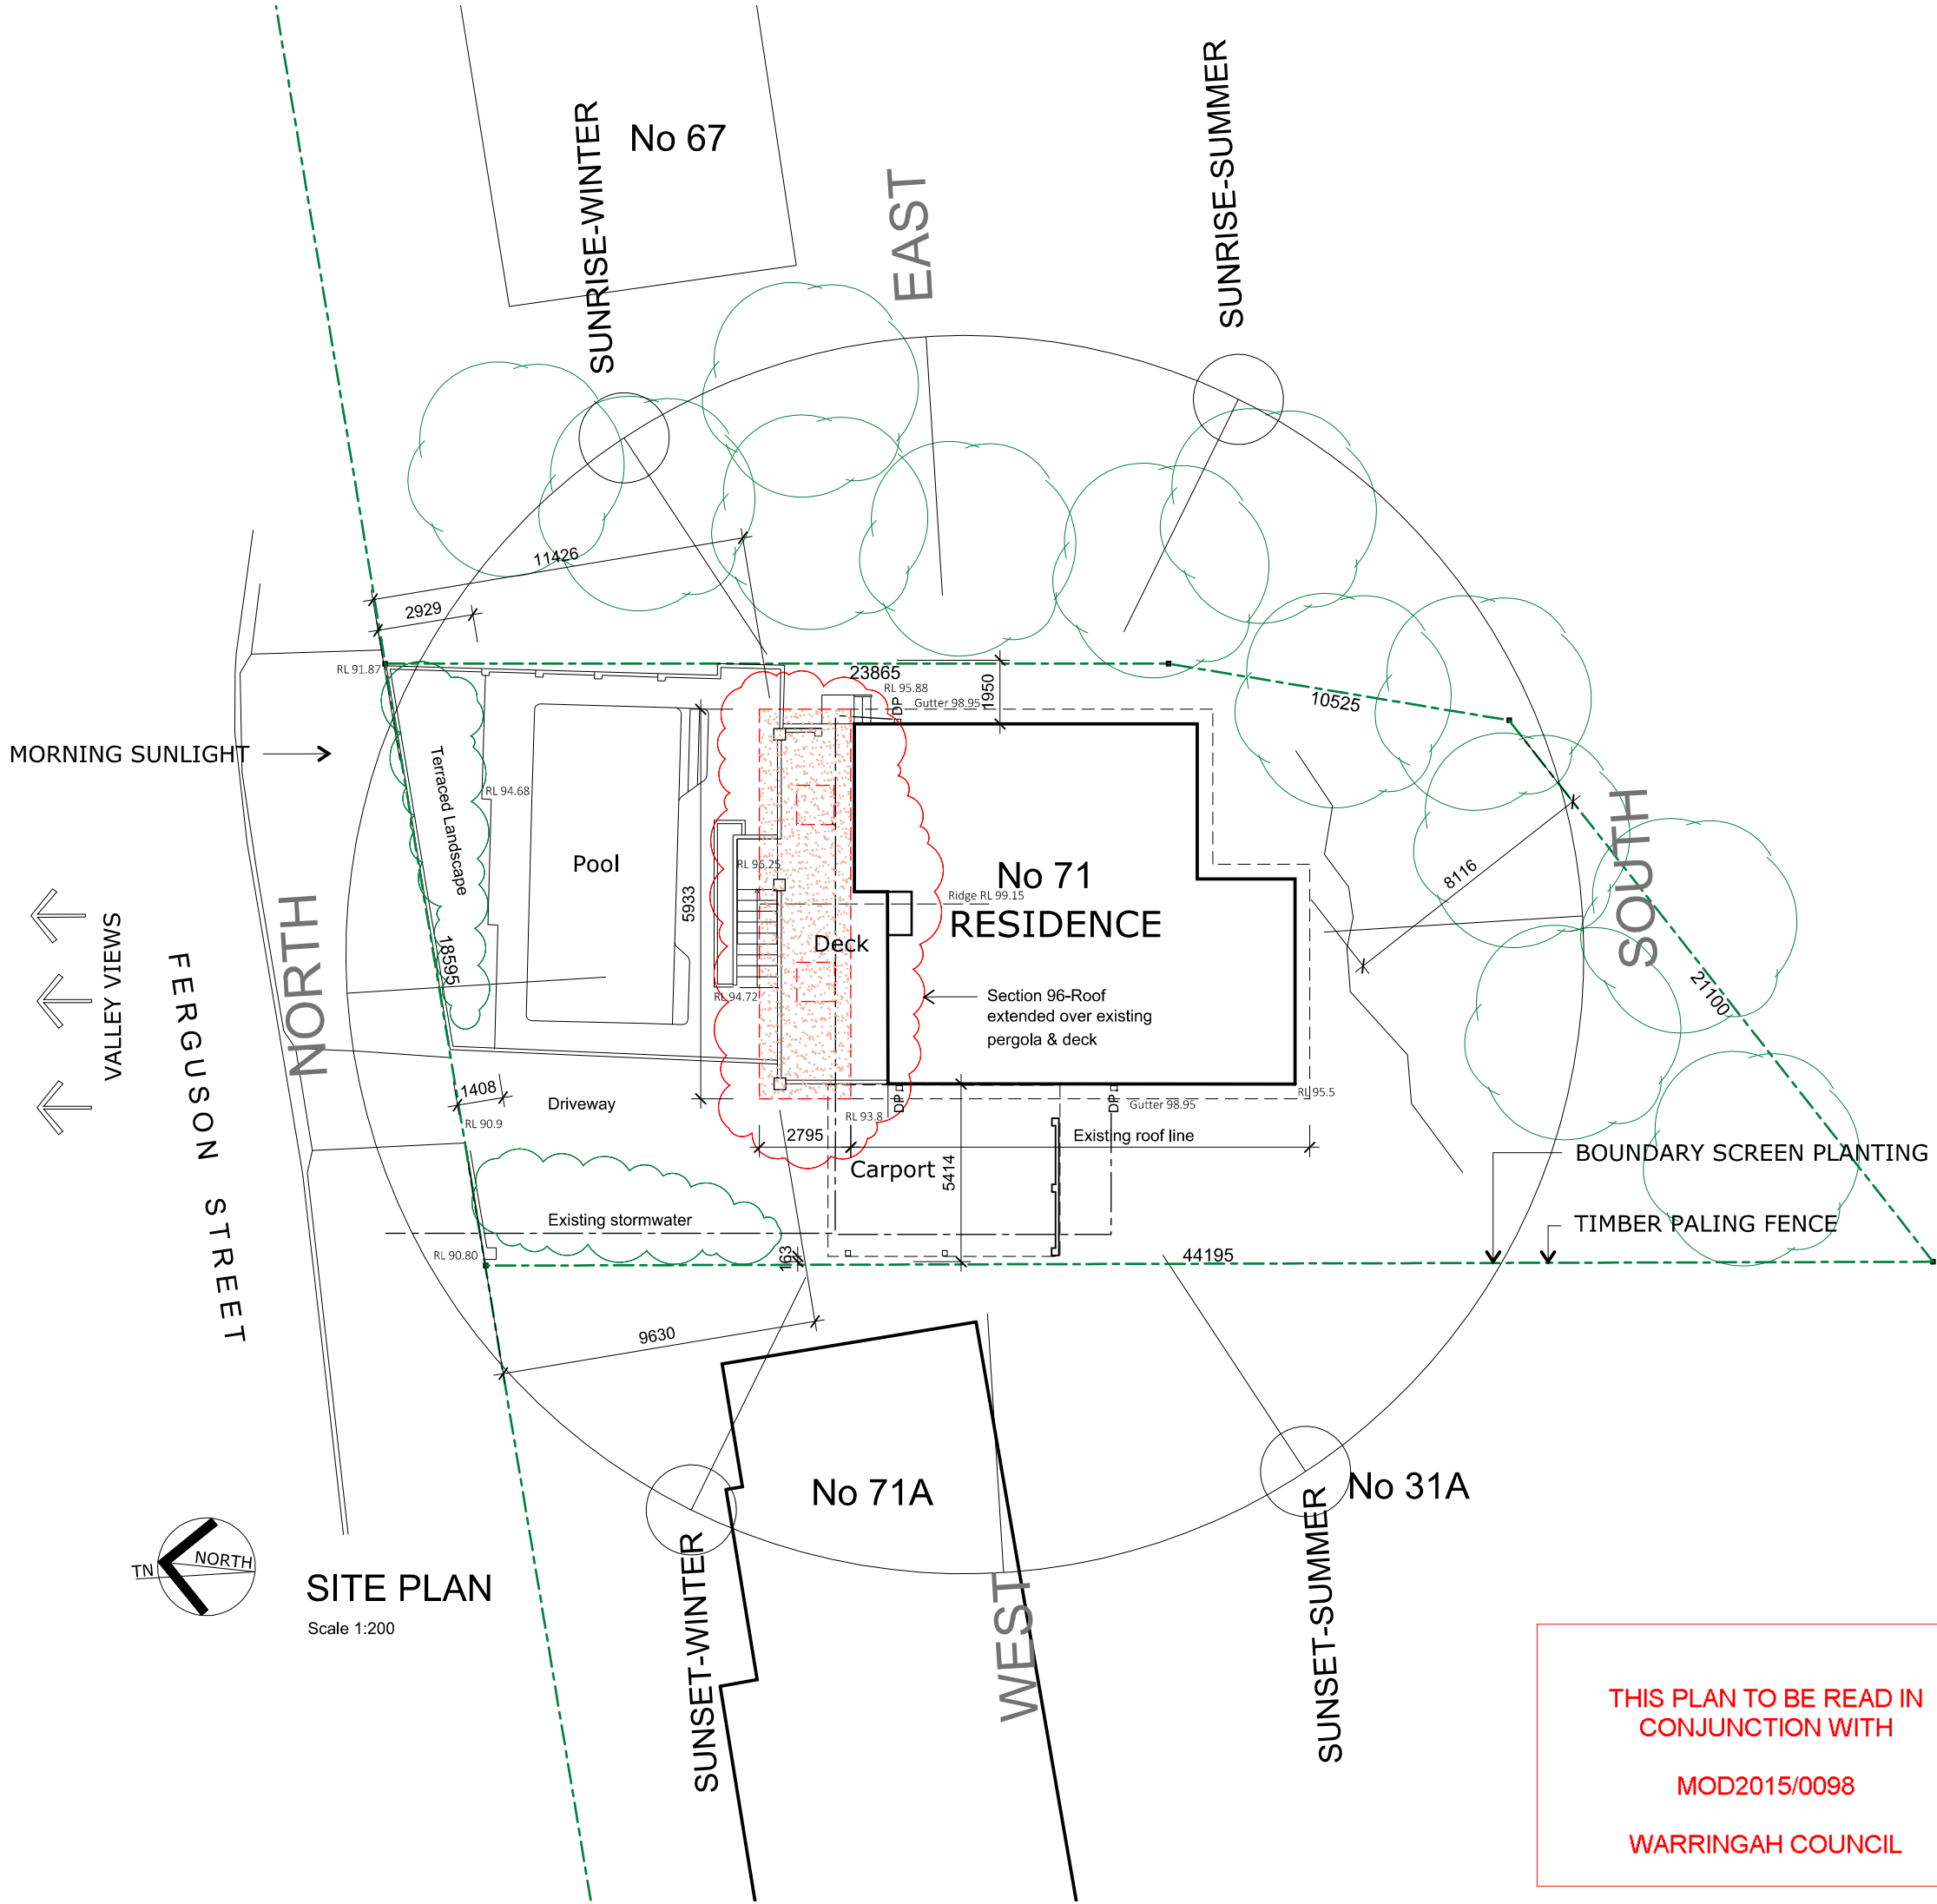 No 67
SUNRISE-WINTER
EAST
SUNRISE-SUMMER
11426
2929
RL 91.87
23865
RL 95.88
Gutter 98.95
DP
1950
10525
MORNING SUNLIGHT
Terraced Landscape
RL 94.68
Pool
5933
RL 96.25
No 71
RESIDENCE
Ridge RL 99.15
Deck
8116
SOUTH
21100
VALLEY VIEWS
FERGUSON STREET
NORTH
18595
RL 94.72
Section 96-Roof
extended over existing
pergola & deck
1408
RL 90.9
Driveway
RL 93.8
DP
DP
Gutter 98.95
RL 95.5
2795
Existing roof line
Carport
5414
BOUNDARY SCREEN PLANTING
TIMBER PALING FENCE
Existing stormwater
RL 90.80
163
44195
9630
No 71A
No 31A
TN
NORTH
SITE PLAN
Scale 1:200
SUNSET-WINTER
WEST
SUNSET-SUMMER
THIS PLAN TO BE READ IN
CONJUNCTION WITH
MOD2015/0098
WARRINGAH COUNCIL